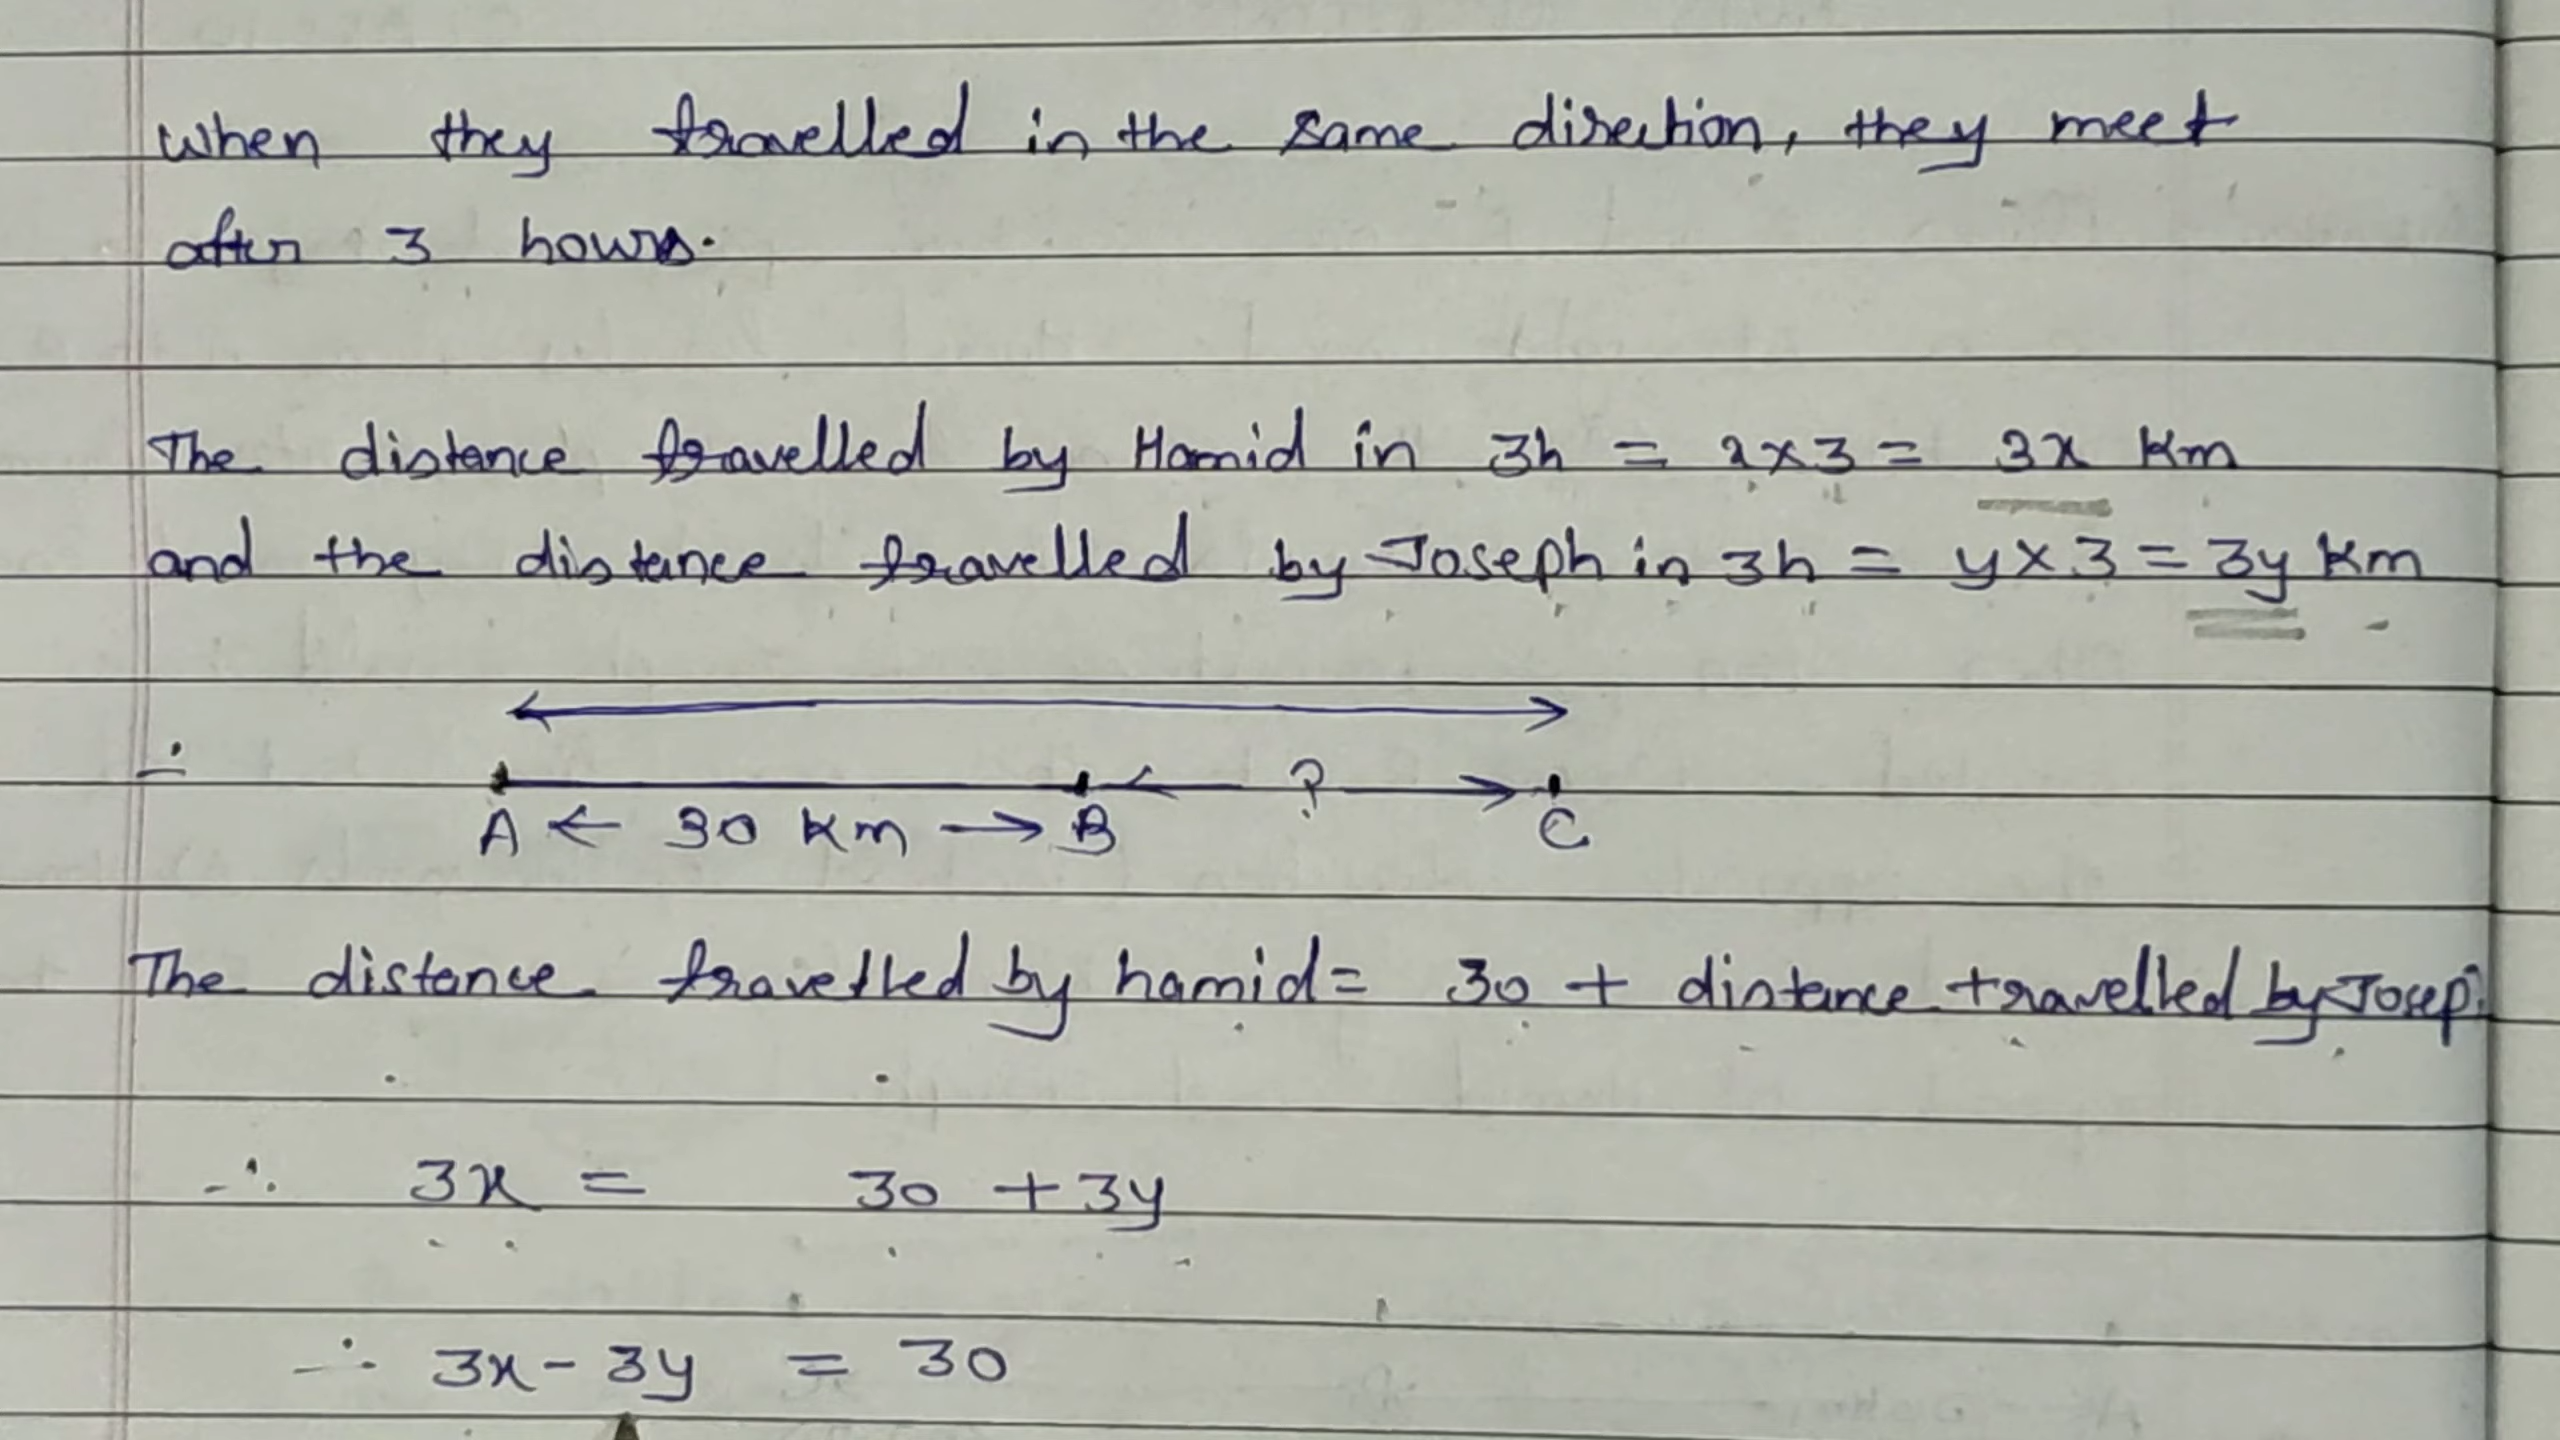 When they travelled in the same direction, they meet
after 3 hours.
The distance travelled by Hamid in 3h = x×3 = 3x Km
and the distance travelled by Joseph in 3h = y×3 = 3y Km
∴
?
A ← 30 Km → B C
The distance travelled by hamid = 30 + distance travelled by Josep
∴ 3x = 30 + 3y
∴ 3x - 3y = 30